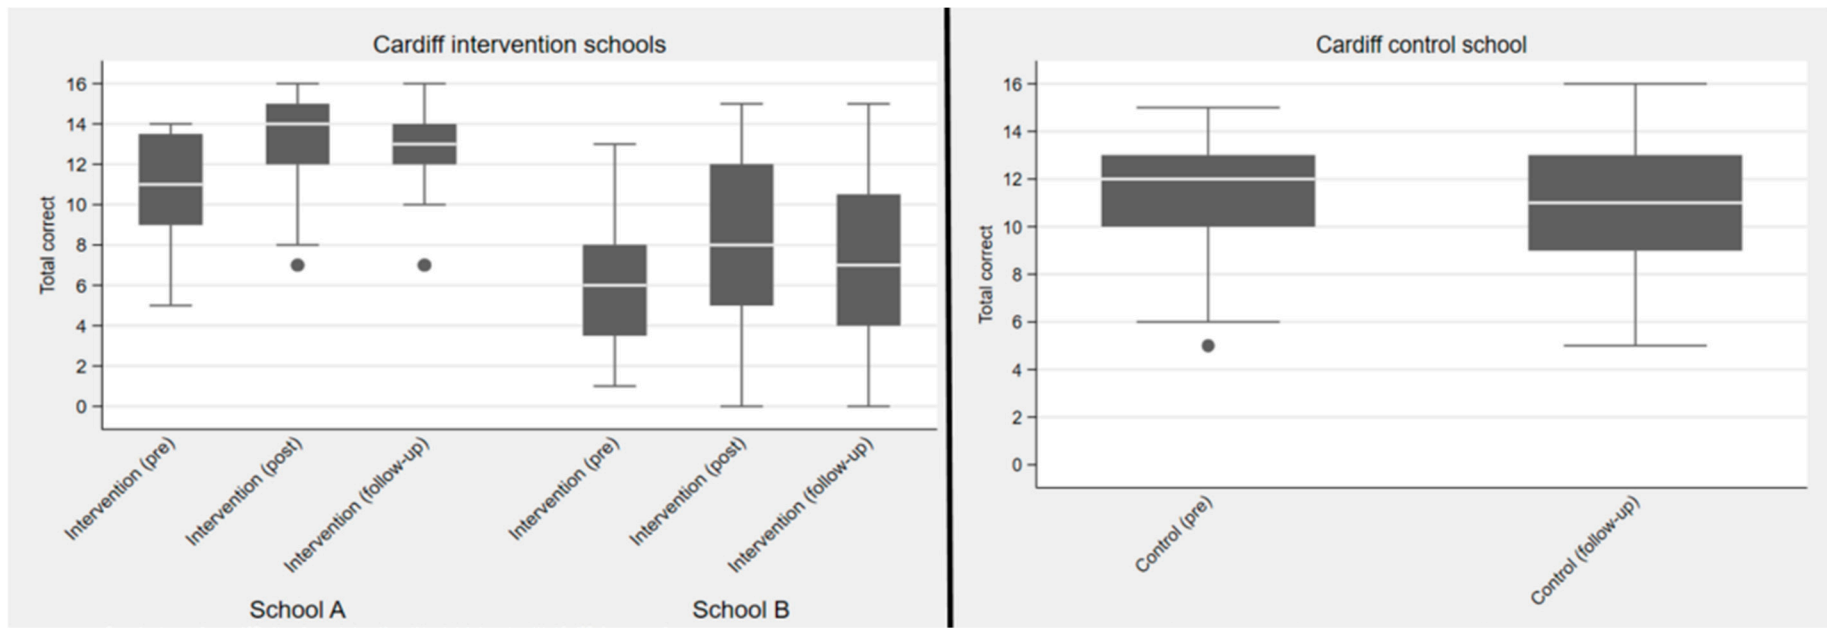 Cardiff intervention schools
Total correct
16
14
12
10
8
6
4
2
0
Intervention (pre)
Intervention (post)
Intervention (follow-up)
Intervention (pre)
Intervention (post)
Intervention (follow-up)
School A
School B
Cardiff control school
Total correct
16
14
12
10
8
6
4
2
0
Control (pre)
Control (follow-up)